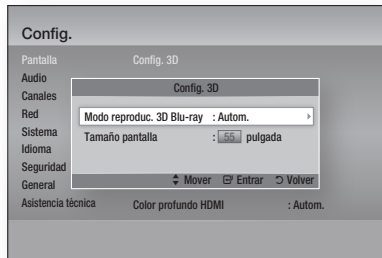 Config.
Pantalla Config. 3D
Audio
Canales
Red
Sistema
Idioma
Seguridad
General
Asistencia técnica Color profundo HDMI : Autom.
Config. 3D
Modo reproduc. 3D Blu-ray : Autom.
Tamaño pantalla : 55 pulgada
Mover Entrar Volver